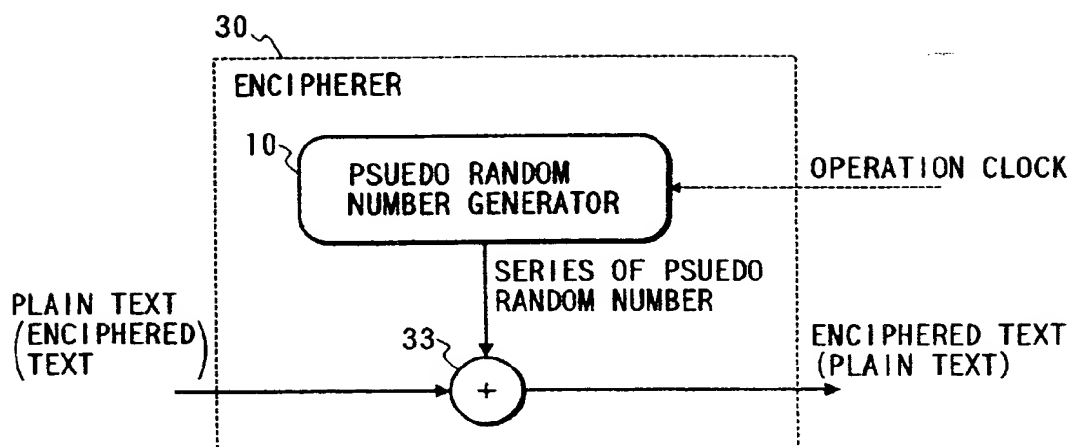 30
ENCIPHERER
10
PSUEDO RANDOM
NUMBER GENERATOR
OPERATION CLOCK
SERIES OF PSUEDO
RANDOM NUMBER
PLAIN TEXT
(ENCIPHERED)
(TEXT
33
+
ENCIPHERED TEXT
(PLAIN TEXT)